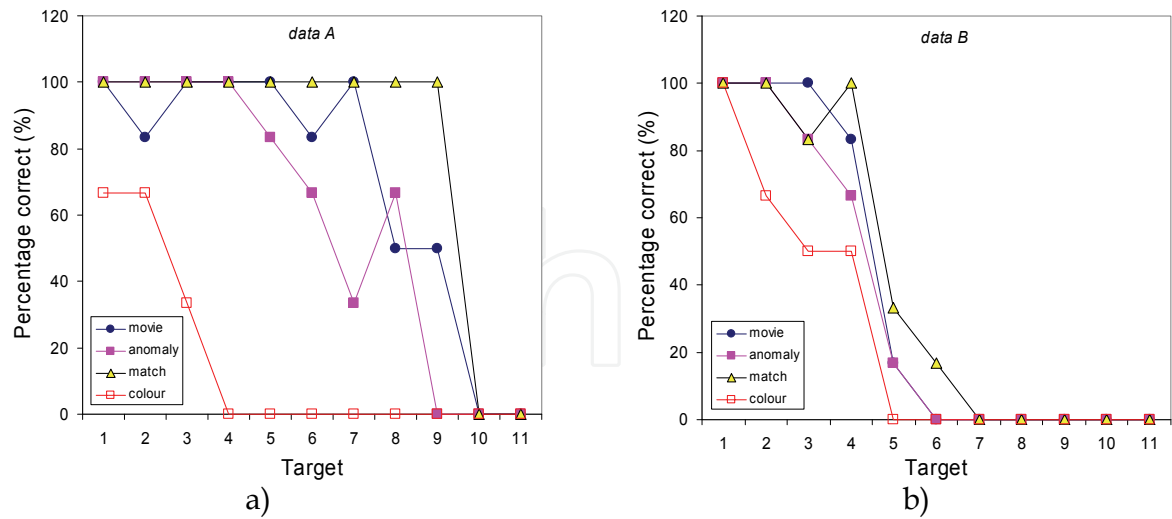 data A
120
100
80
60
40
20
0
Percentage correct (%)
movie
anomaly
match
colour
1 2 3 4 5 6 7 8 9 10 11
Target
a)
data B
120
100
80
60
40
20
0
Percentage correct (%)
movie
anomaly
match
colour
1 2 3 4 5 6 7 8 9 10 11
Target
b)
h